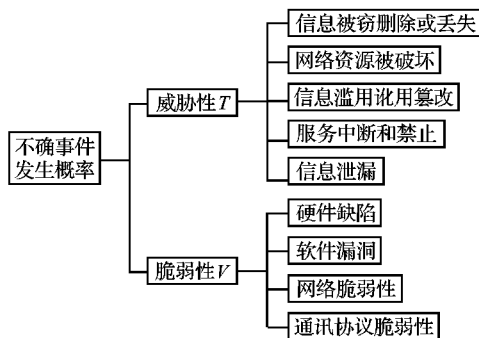 不确事件
发生概率
威胁性T
信息被窃删除或丢失
网络资源被破坏
信息滥用讹用篡改
服务中断和禁止
信息泄漏
脆弱性V
硬件缺陷
软件漏洞
网络脆弱性
通讯协议脆弱性